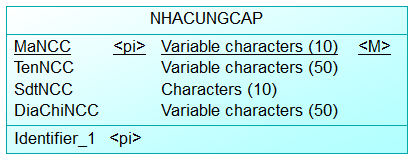 NHACUNGCAP
MaNCC <pi> Variable characters (10) <M>
TenNCC Variable characters (50)
SdtNCC Characters (10)
DiaChiNCC Variable characters (50)
Identifier_1 <pi>